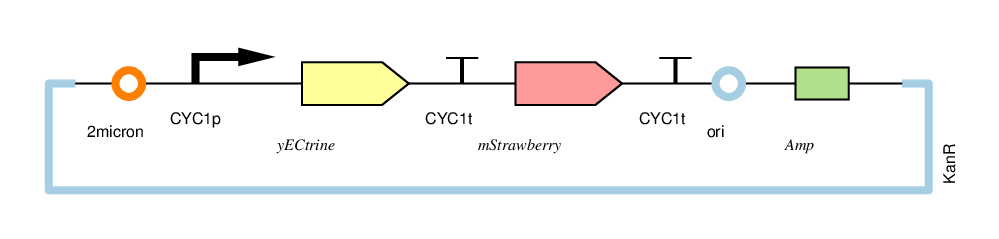 2micron
CYC1p
yECtrine
CYC1t
mStrawberry
CYC1t
ori
Amp
KanR